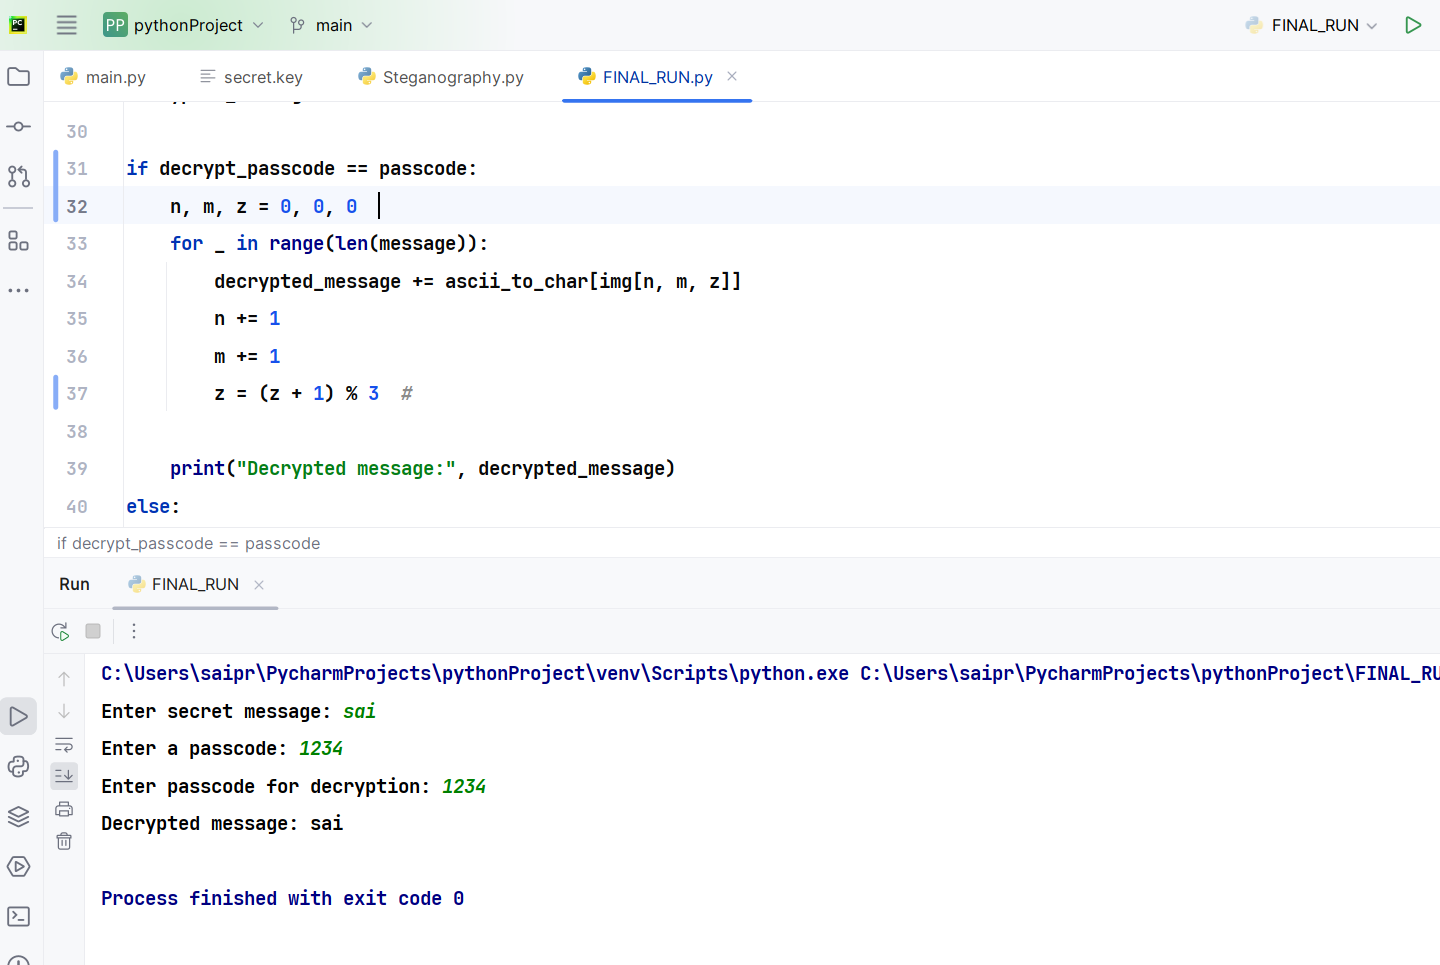 PC PP pythonProject main FINAL_RUN
main.py secret.key Steganography.py FINAL_RUN.py
30
31 if decrypt_passcode == passcode:
32 n, m, z = 0, 0, 0
33 for _ in range(len(message)):
34 decrypted_message += ascii_to_char[img[n, m, z]]
35 n += 1
36 m += 1
37 z = (z + 1) % 3 #
38
39 print("Decrypted message:", decrypted_message)
40 else:
if decrypt_passcode == passcode
Run FINAL_RUN
C:\Users\saipr\PycharmProjects\pythonProject\venv\Scripts\python.exe C:\Users\saipr\PycharmProjects\pythonProject\FINAL_RU
Enter secret message: sai
Enter a passcode: 1234
Enter passcode for decryption: 1234
Decrypted message: sai
Process finished with exit code 0